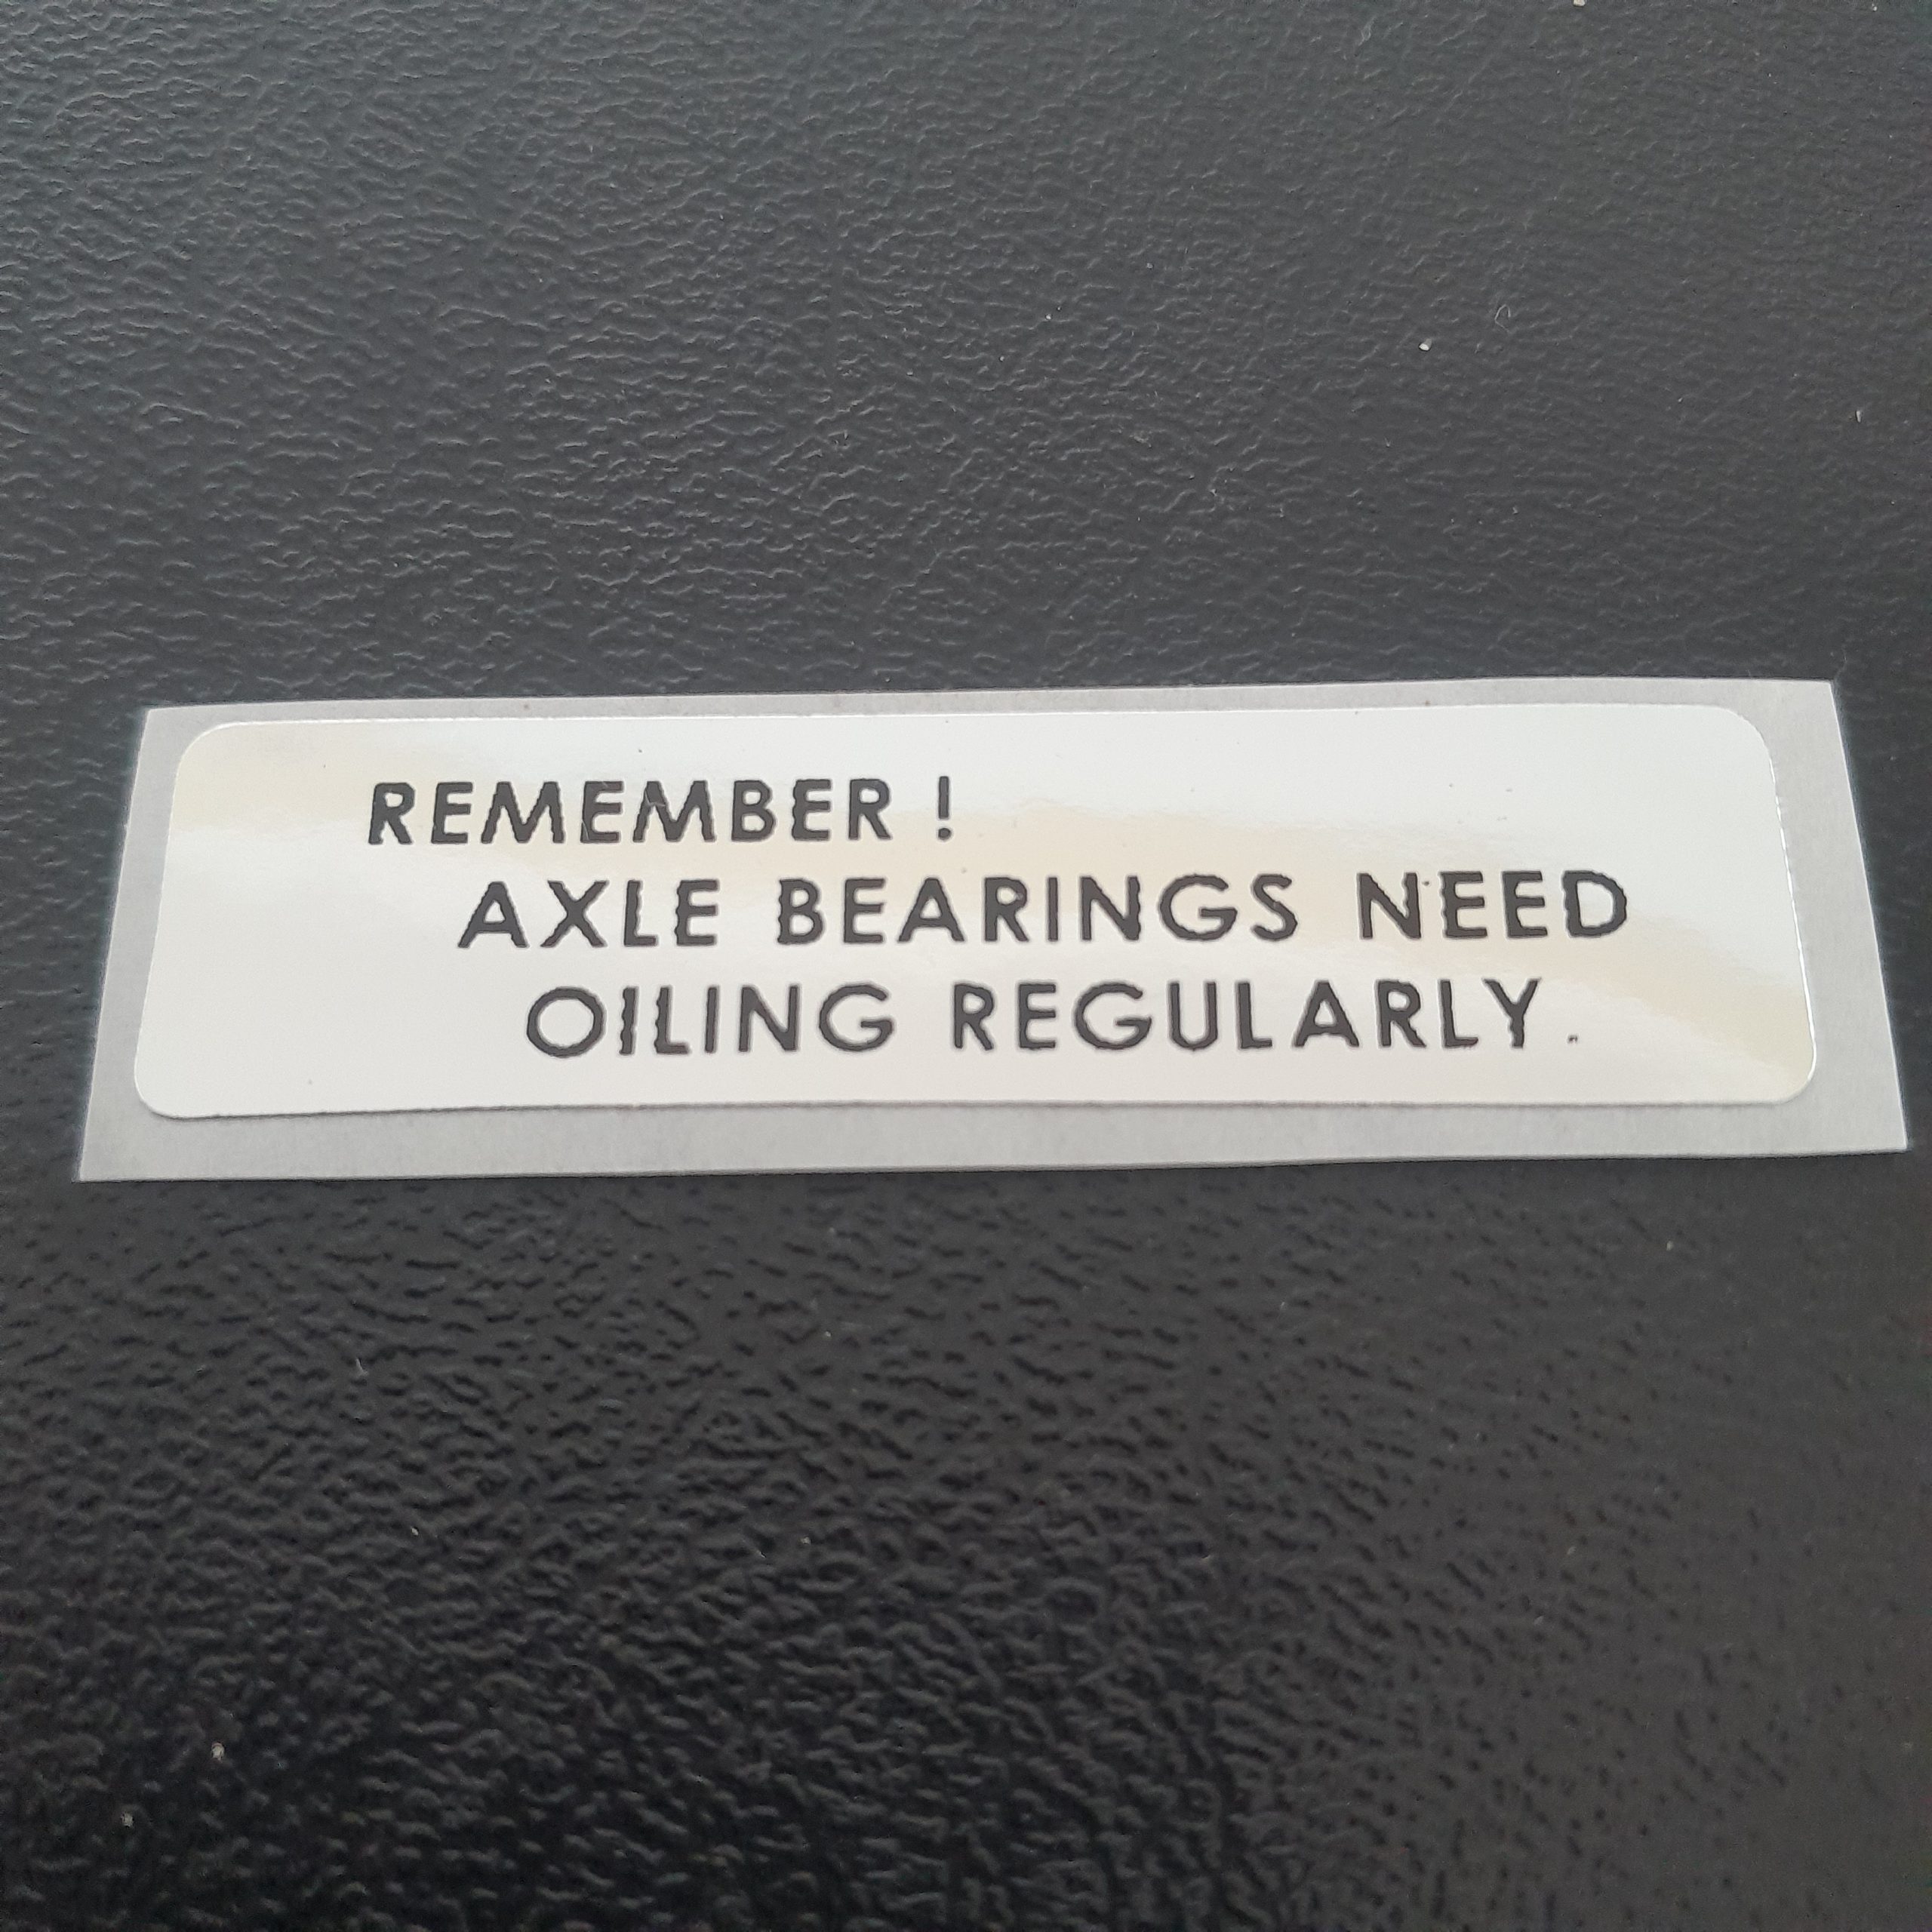 REMEMBER !
AXLE BEARINGS NEED
OILING REGULARLY.